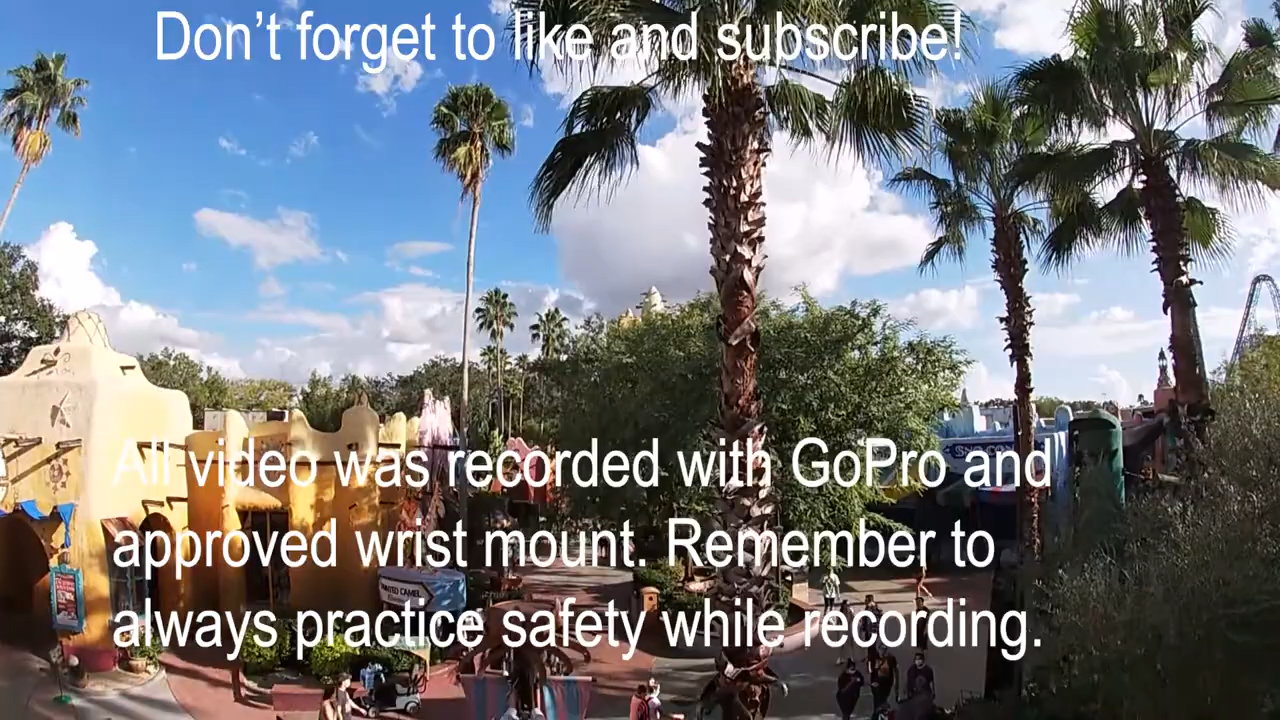 Don't forget to like and subscribe!
All video was recorded with GoPro and
approved wrist mount. Remember to
always practice safety while recording.